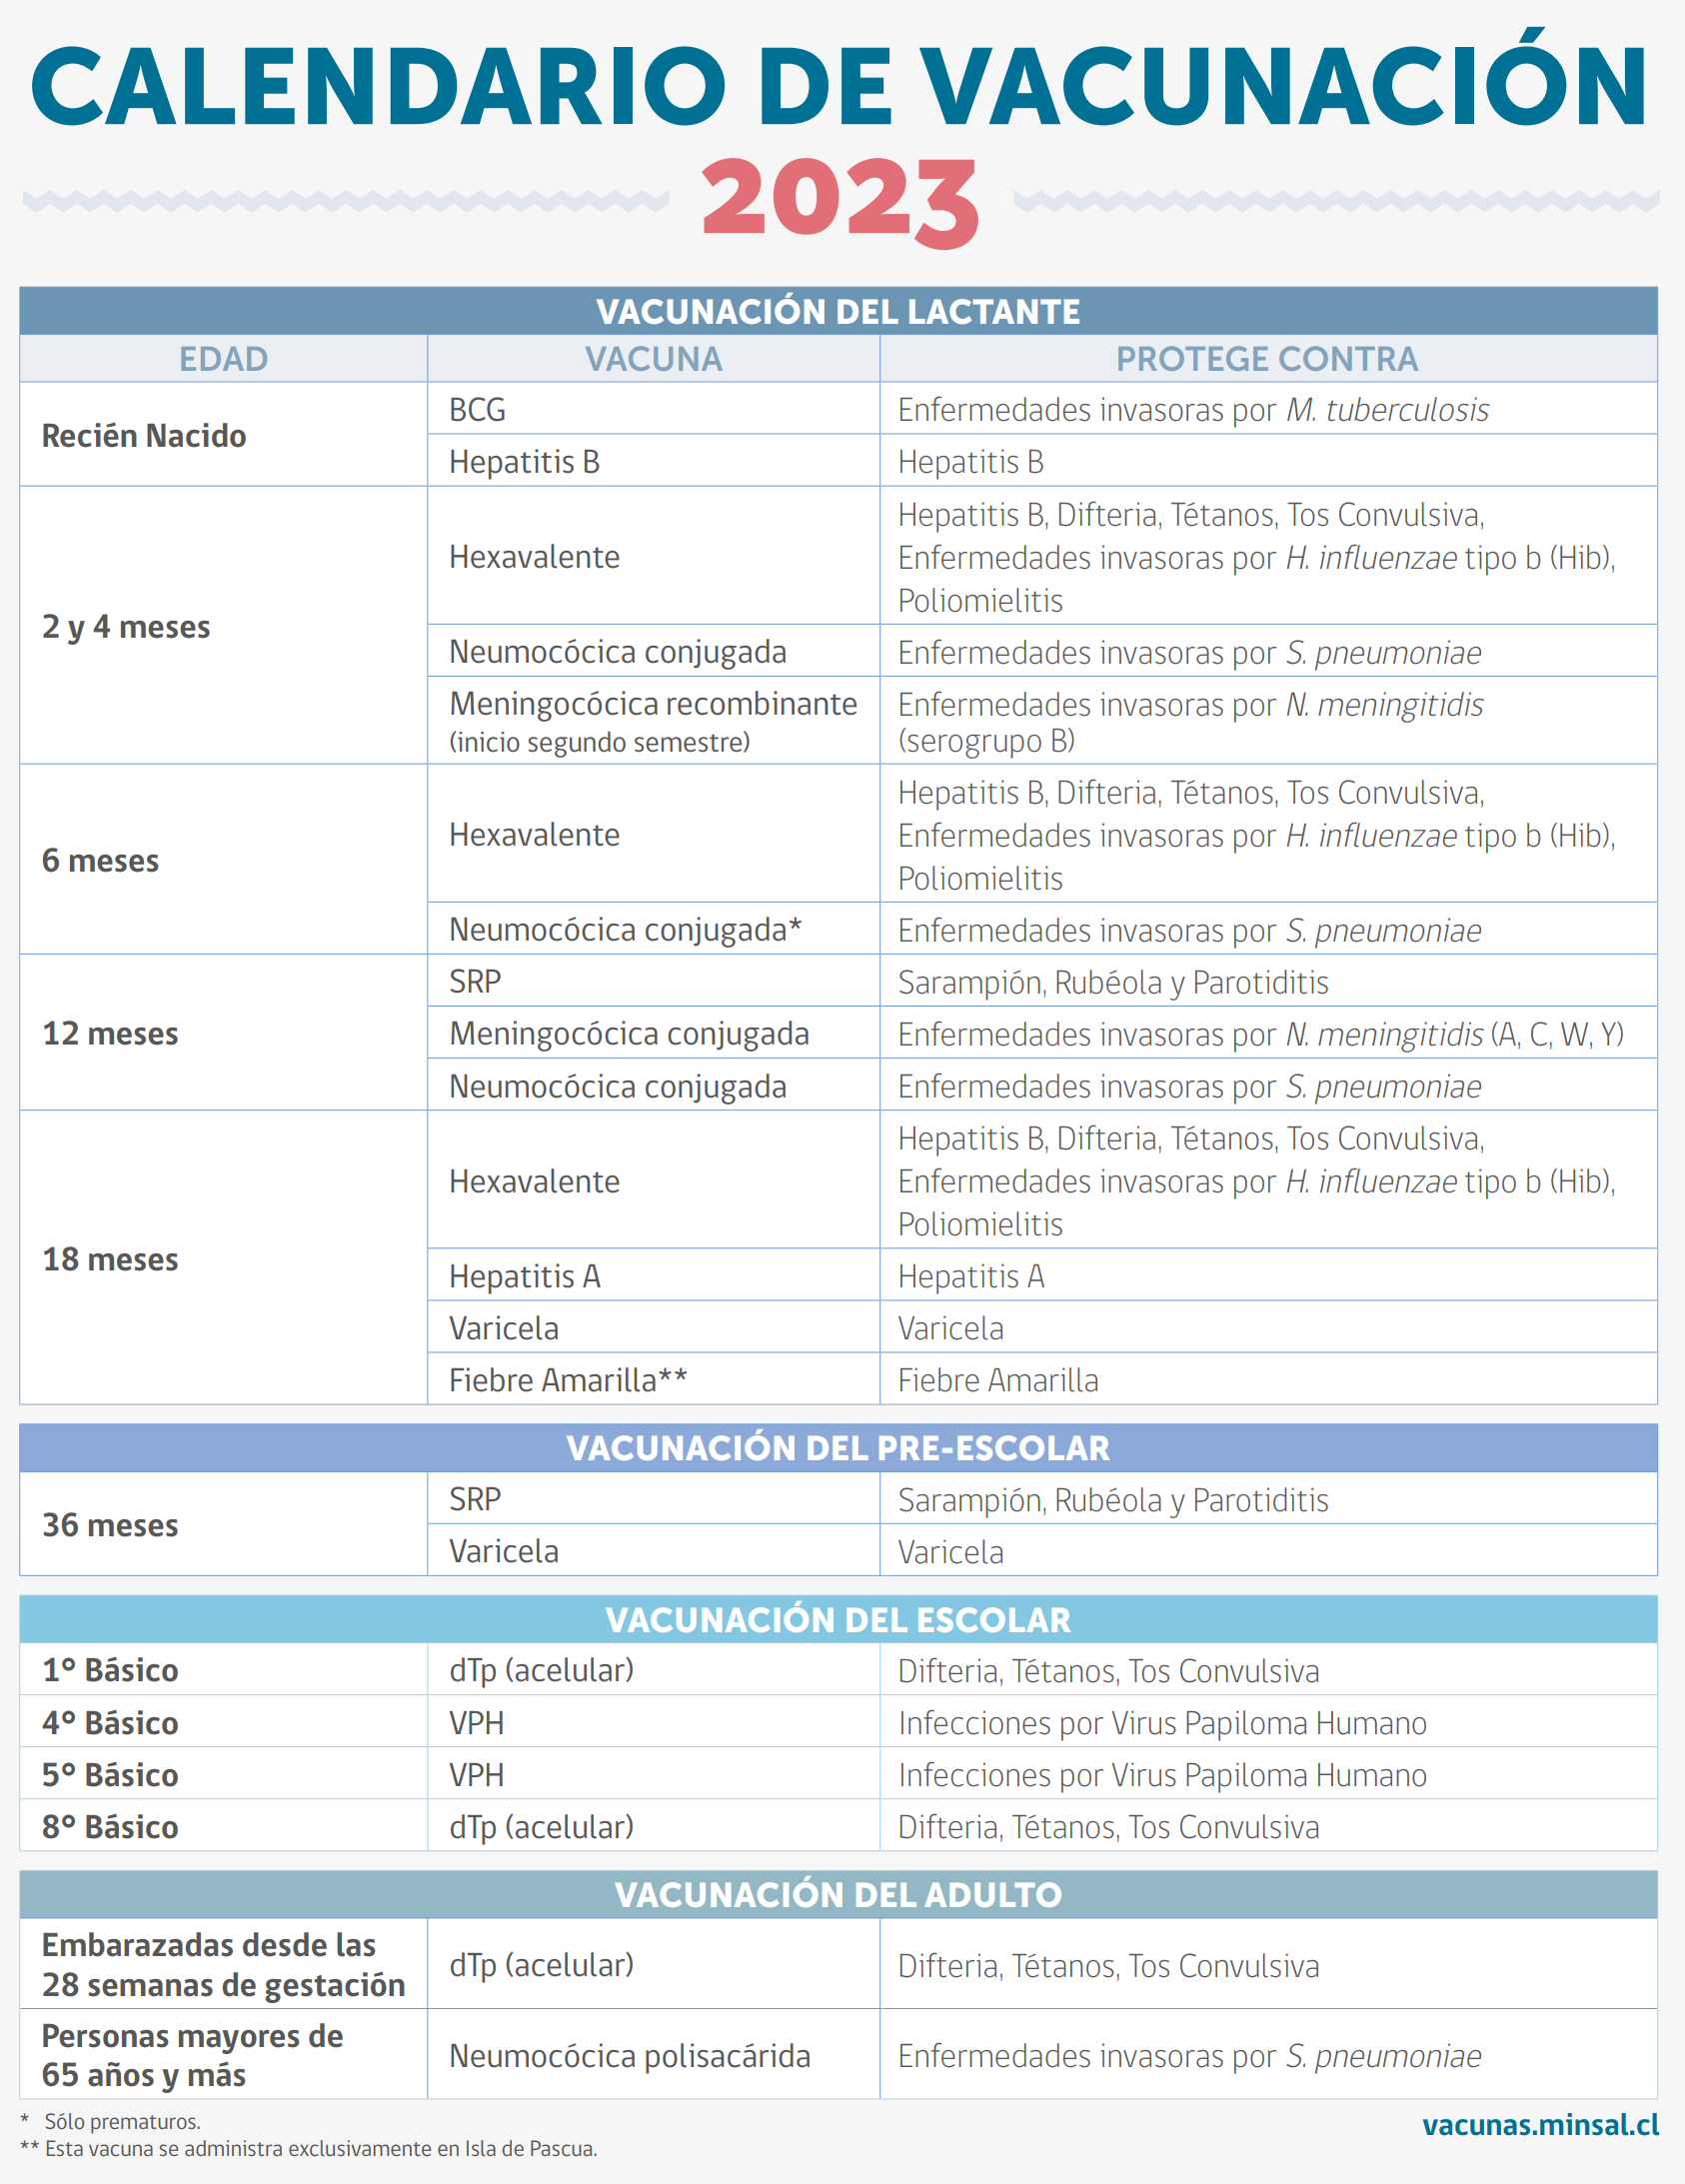 CALENDARIO DE VACUNACIÓN
2023
VACUNACIÓN DEL LACTANTE
EDAD VACUNA PROTEGE CONTRA
Recién Nacido
BCG Enfermedades invasoras por M. tuberculosis
Hepatitis B Hepatitis B
2 y 4 meses
Hexavalente
Hepatitis B, Difteria, Tétanos, Tos Convulsiva,
Enfermedades invasoras por H. influenzae tipo b (Hib),
Poliomielitis
Neumocócica conjugada Enfermedades invasoras por S. pneumoniae
Meningocócica recombinante
(inicio segundo semestre)
Enfermedades invasoras por N. meningitidis
(serogrupo B)
6 meses
Hexavalente
Hepatitis B, Difteria, Tétanos, Tos Convulsiva,
Enfermedades invasoras por H. influenzae tipo b (Hib),
Poliomielitis
Neumocócica conjugada* Enfermedades invasoras por S. pneumoniae
12 meses
SRP Sarampión, Rubéola y Parotiditis
Meningocócica conjugada Enfermedades invasoras por N. meningitidis (A, C, W, Y)
Neumocócica conjugada Enfermedades invasoras por S. pneumoniae
18 meses
Hexavalente
Hepatitis B, Difteria, Tétanos, Tos Convulsiva,
Enfermedades invasoras por H. influenzae tipo b (Hib),
Poliomielitis
Hepatitis A Hepatitis A
Varicela Varicela
Fiebre Amarilla** Fiebre Amarilla
VACUNACIÓN DEL PRE-ESCOLAR
36 meses
SRP Sarampión, Rubéola y Parotiditis
Varicela Varicela
VACUNACIÓN DEL ESCOLAR
1° Básico dTp (acelular) Difteria, Tétanos, Tos Convulsiva
4° Básico VPH Infecciones por Virus Papiloma Humano
5° Básico VPH Infecciones por Virus Papiloma Humano
8° Básico dTp (acelular) Difteria, Tétanos, Tos Convulsiva
VACUNACIÓN DEL ADULTO
Embarazadas desde las
28 semanas de gestación
dTp (acelular) Difteria, Tétanos, Tos Convulsiva
Personas mayores de
65 años y más
Neumocócica polisacárida Enfermedades invasoras por S. pneumoniae
* Sólo prematuros.
** Esta vacuna se administra exclusivamente en Isla de Pascua.
vacunas.minsal.cl